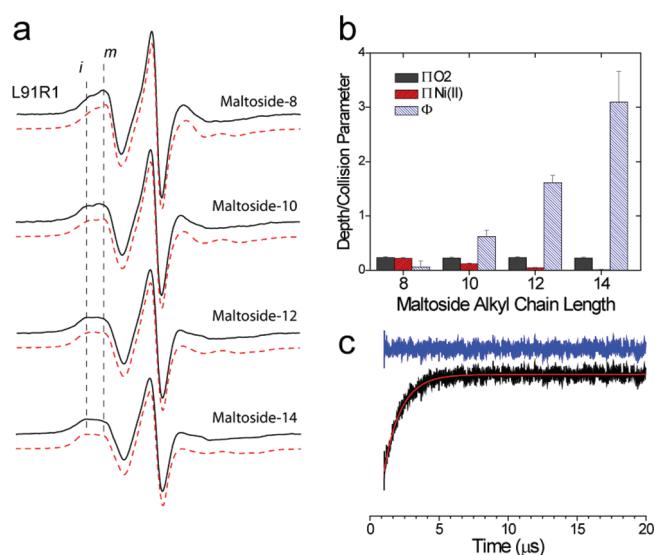 a
i
m
L91R1
Maltoside-8
Maltoside-10
Maltoside-12
Maltoside-14
b
Depth/Collision Parameter
4
3
2
1
0
ΠO2
ΠNi(II)
Φ
8
10
12
14
Maltoside Alkyl Chain Length
c
0
5
10
15
20
Time (μs)